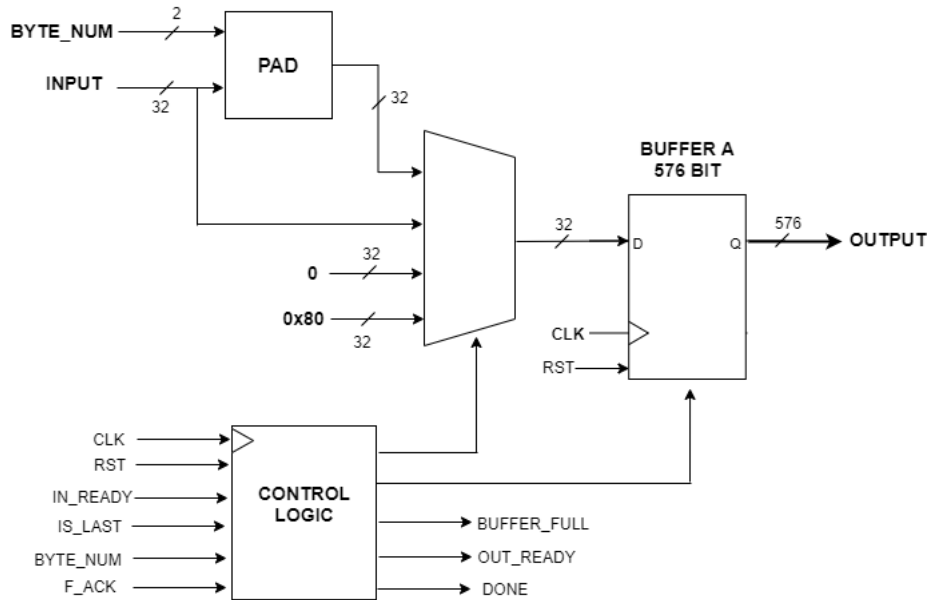 BYTE_NUM
2
INPUT
32
PAD
32
BUFFER A
576 BIT
32
D
Q
576
OUTPUT
0
32
0x80
32
CLK
RST
CLK
RST
IN_READY
IS_LAST
BYTE_NUM
F_ACK
CONTROL
LOGIC
BUFFER_FULL
OUT_READY
DONE